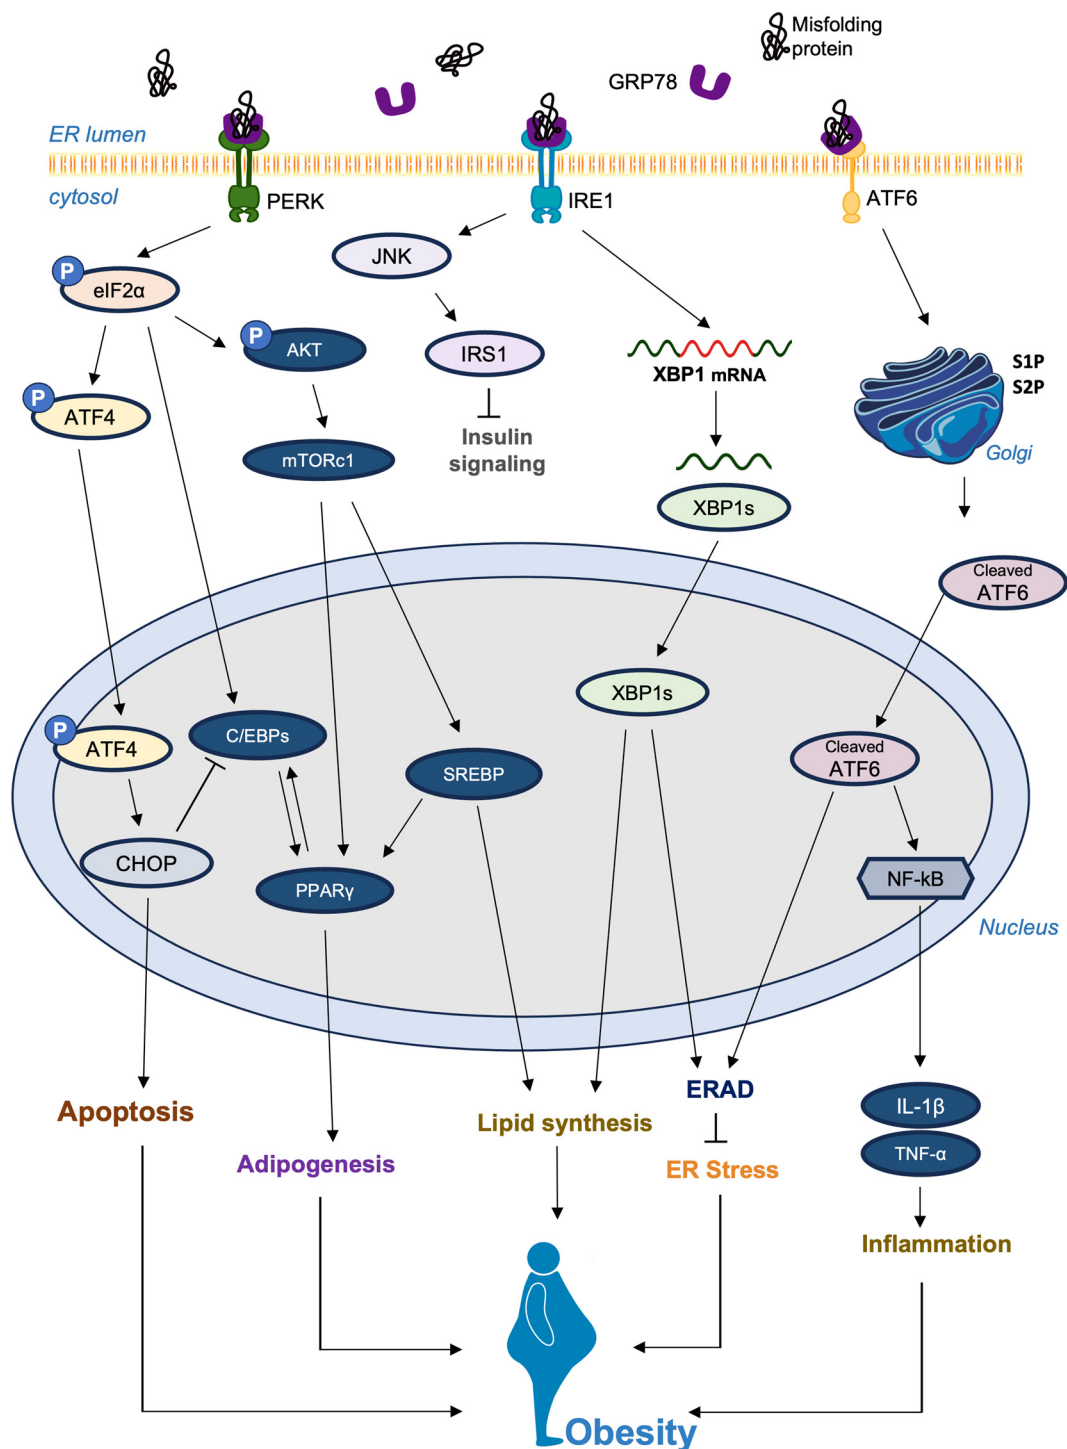 Misfolding
protein
GRP78
ER lumen
cytosol
PERK
IRE1
ATF6
JNK
P
eIF2α
P
AKT
IRS1
XBP1 mRNA
S1P
S2P
Golgi
P
ATF4
Insulin
signaling
mTORc1
XBP1s
Cleaved
ATF6
XBP1s
P
ATF4
C/EBPs
SREBP
Cleaved
ATF6
CHOP
PPARγ
NF-kB
Nucleus
Apoptosis
Adipogenesis
Lipid synthesis
ERAD
ER Stress
IL-1β
TNF-α
Inflammation
Obesity